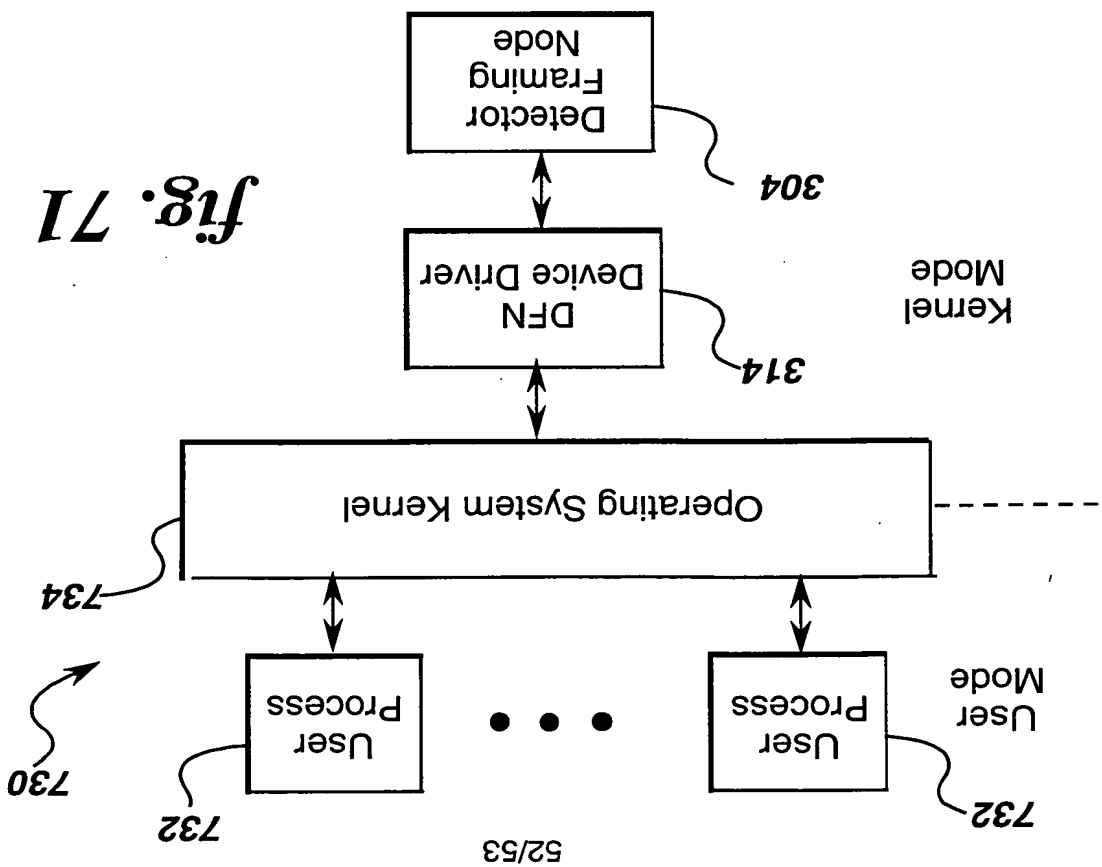 52/53
732
732
730
User
Mode
User
Process
• • •
User
Process
734
Operating System Kernel
314
Kernel
Mode
DFN
Device Driver
fig. 71
304
Detector
Framing
Node